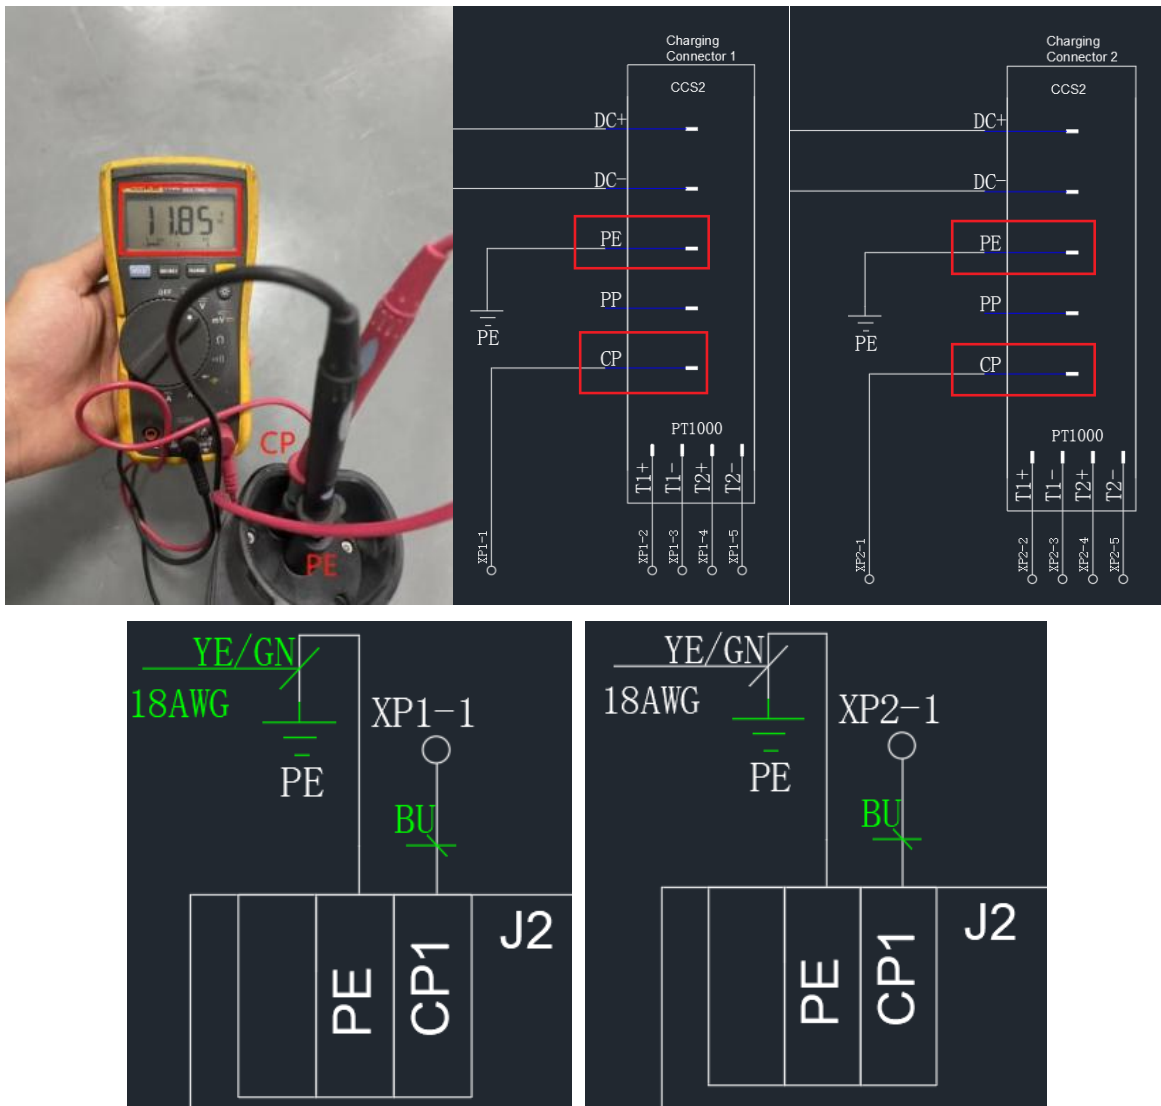 11.85
CP
PE
Charging
Connector 1
CCS2
DC+
DC-
PE
PP
CP
PE
PT1000
T1+
T1-
T2+
T2-
XP1-1
XP1-2
XP1-3
XP1-4
XP1-5
Charging
Connector 2
CCS2
DC+
DC-
PE
PP
CP
PE
PT1000
T1+
T1-
T2+
T2-
XP2-1
XP2-2
XP2-3
XP2-4
XP2-5
YE/GN
18AWG
PE
XP1-1
BU
J2
PE
CP1
YE/GN
18AWG
PE
XP2-1
BU
J2
PE
CP1